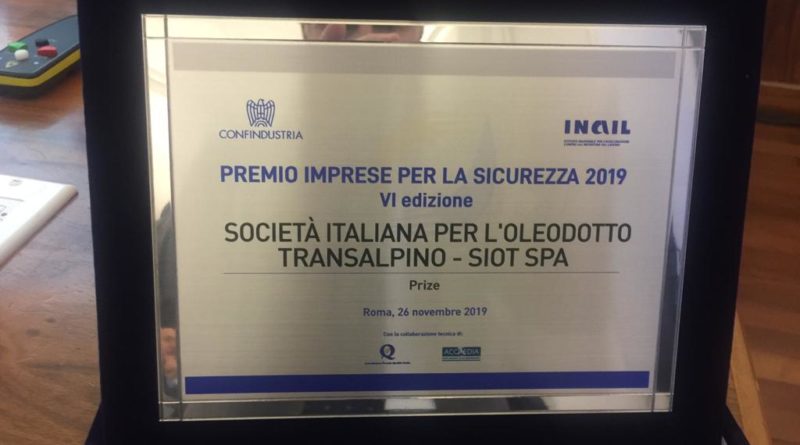 CONFINDUSTRIA
INAIL
PREMIO IMPRESE PER LA SICUREZZA 2019
VI edizione
SOCIETÀ ITALIANA PER L'OLEODOTTO
TRANSALPINO - SIOT SPA
Prize
Roma, 26 novembre 2019
Con la collaborazione tecnica di:
Q
ACCREDIA